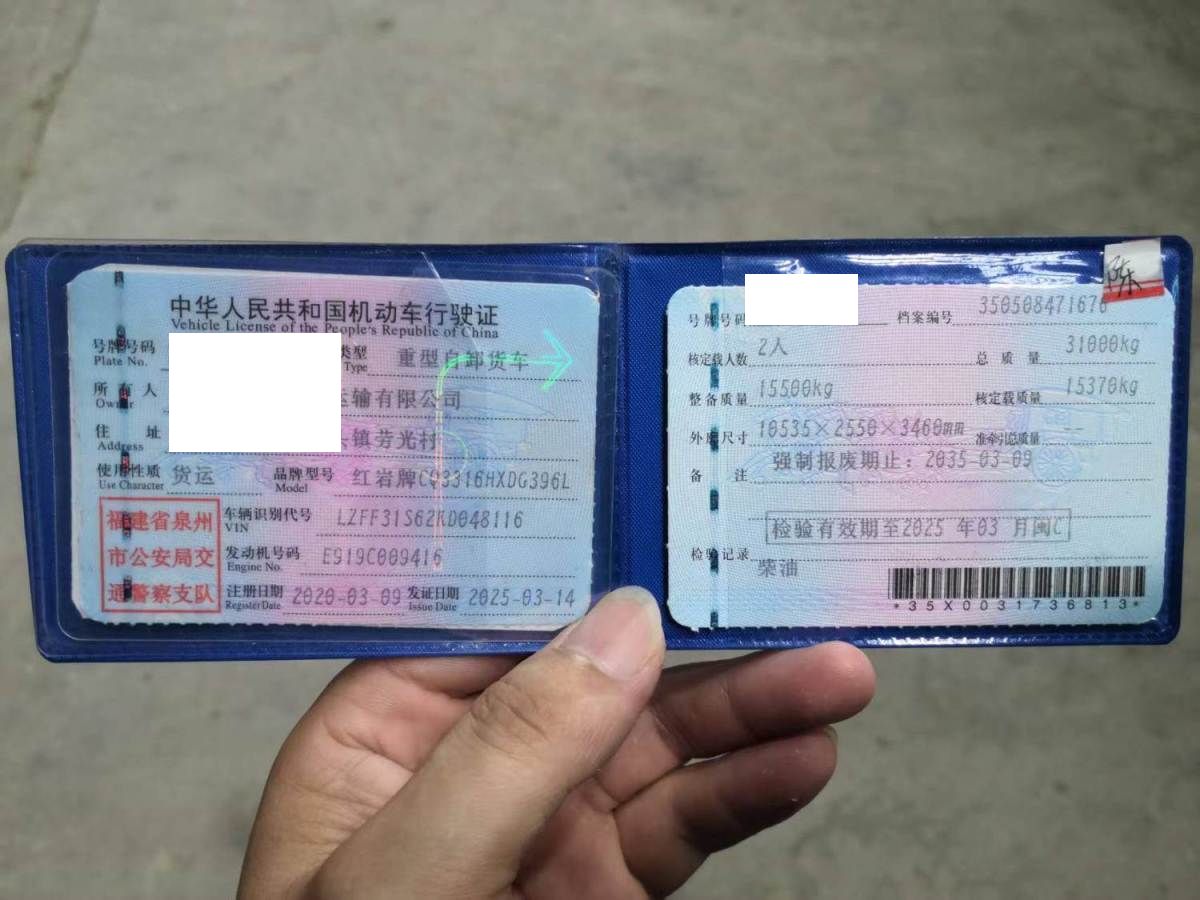 中华人民共和国机动车行驶证
Vehicle License of the People's Republic of China
号牌号码 类型 重型自卸货车
Plate No. Type
所有人 运输有限公司
Owner
住址 镇芳光村
Address
使用性质 货运 品牌型号 红岩牌CQ3316HXDG396L
Use Character Model
福建省泉州
市公安局交
通警察支队
车辆识别代号 LZFF31S62KD048116
VIN
发动机号码 E919C009416
Engine No.
注册日期 2020-03-09 发证日期 2025-03-14
Register Date Issue Date
陈
号牌号码 档案编号 350508471676
核定载人数 2人 总质量 31000kg
整备质量 15500kg 核定载质量 15370kg
外廓尺寸 10535×2550×3460mm 准牵引总质量 --
备注 强制报废期止：2035-03-09
检验有效期至2025 年03 月闽C
检验记录
柴油
*35X0031736813*